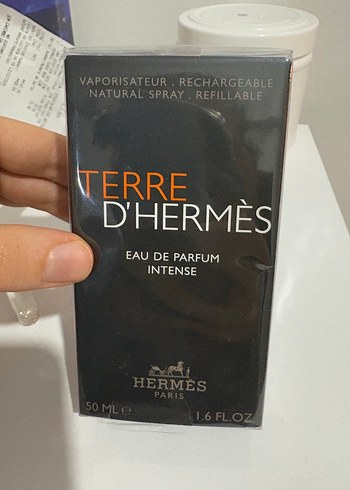 VAPORISATEUR . RECHARGEABLE
NATURAL SPRAY . REFILLABLE
TERRE
D'HERMÈS
EAU DE PARFUM
INTENSE
HERMÈS
PARIS
50 ML ℮
1.6 FL.OZ